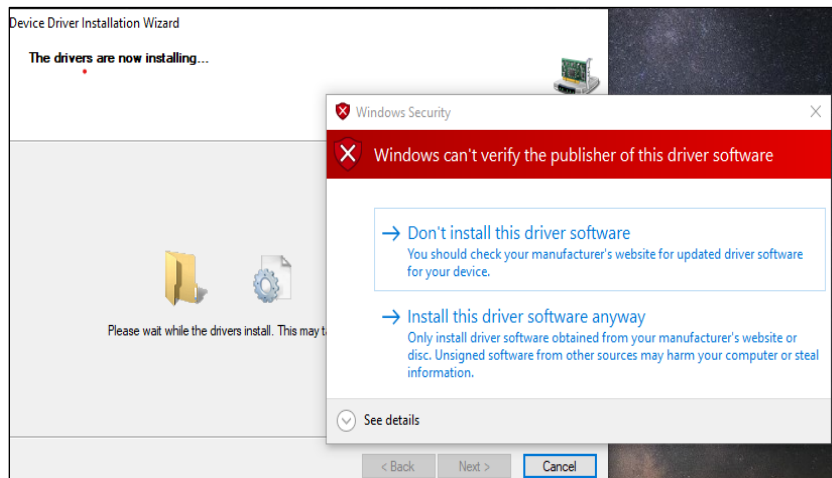 Device Driver Installation Wizard
The drivers are now installing...
Windows Security
Windows can't verify the publisher of this driver software
Don't install this driver software
You should check your manufacturer's website for updated driver software
for your device.
Install this driver software anyway
Only install driver software obtained from your manufacturer's website or
disc. Unsigned software from other sources may harm your computer or steal
information.
Please wait while the drivers install. This may
See details
< Back
Next >
Cancel